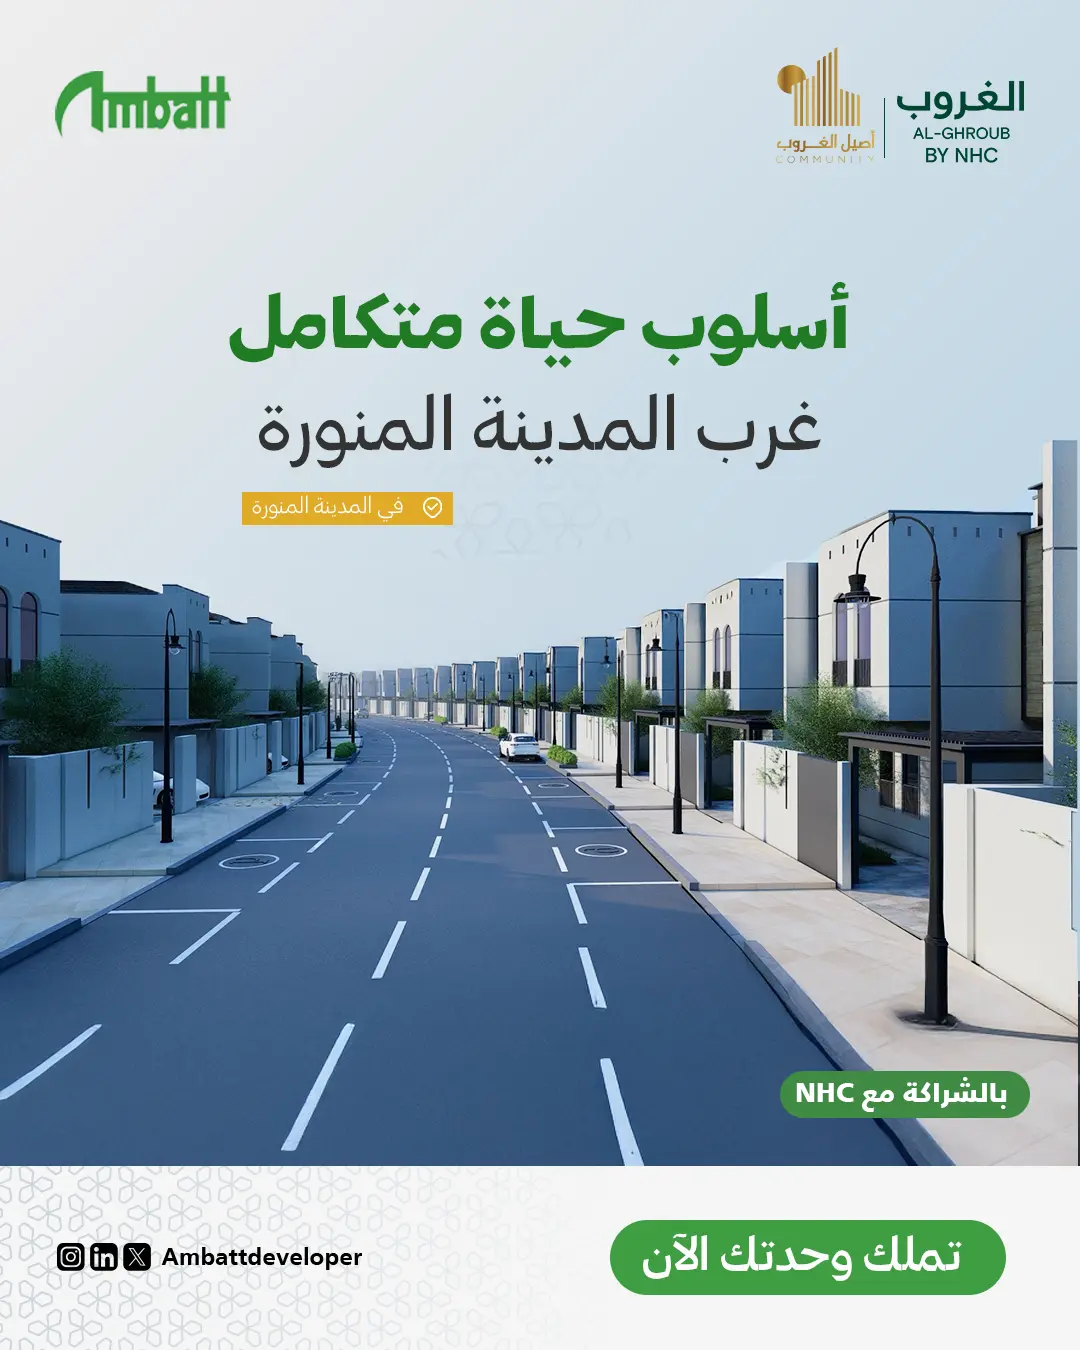 Ambatt
أصيل الغروب
COMMUNITY
الغروب
AL-GHROUB
BY NHC
أسلوب حياة متكامل
غرب المدينة المنورة
في المدينة المنورة
بالشراكة مع NHC
Ambattdeveloper
تملك وحدتك الآن